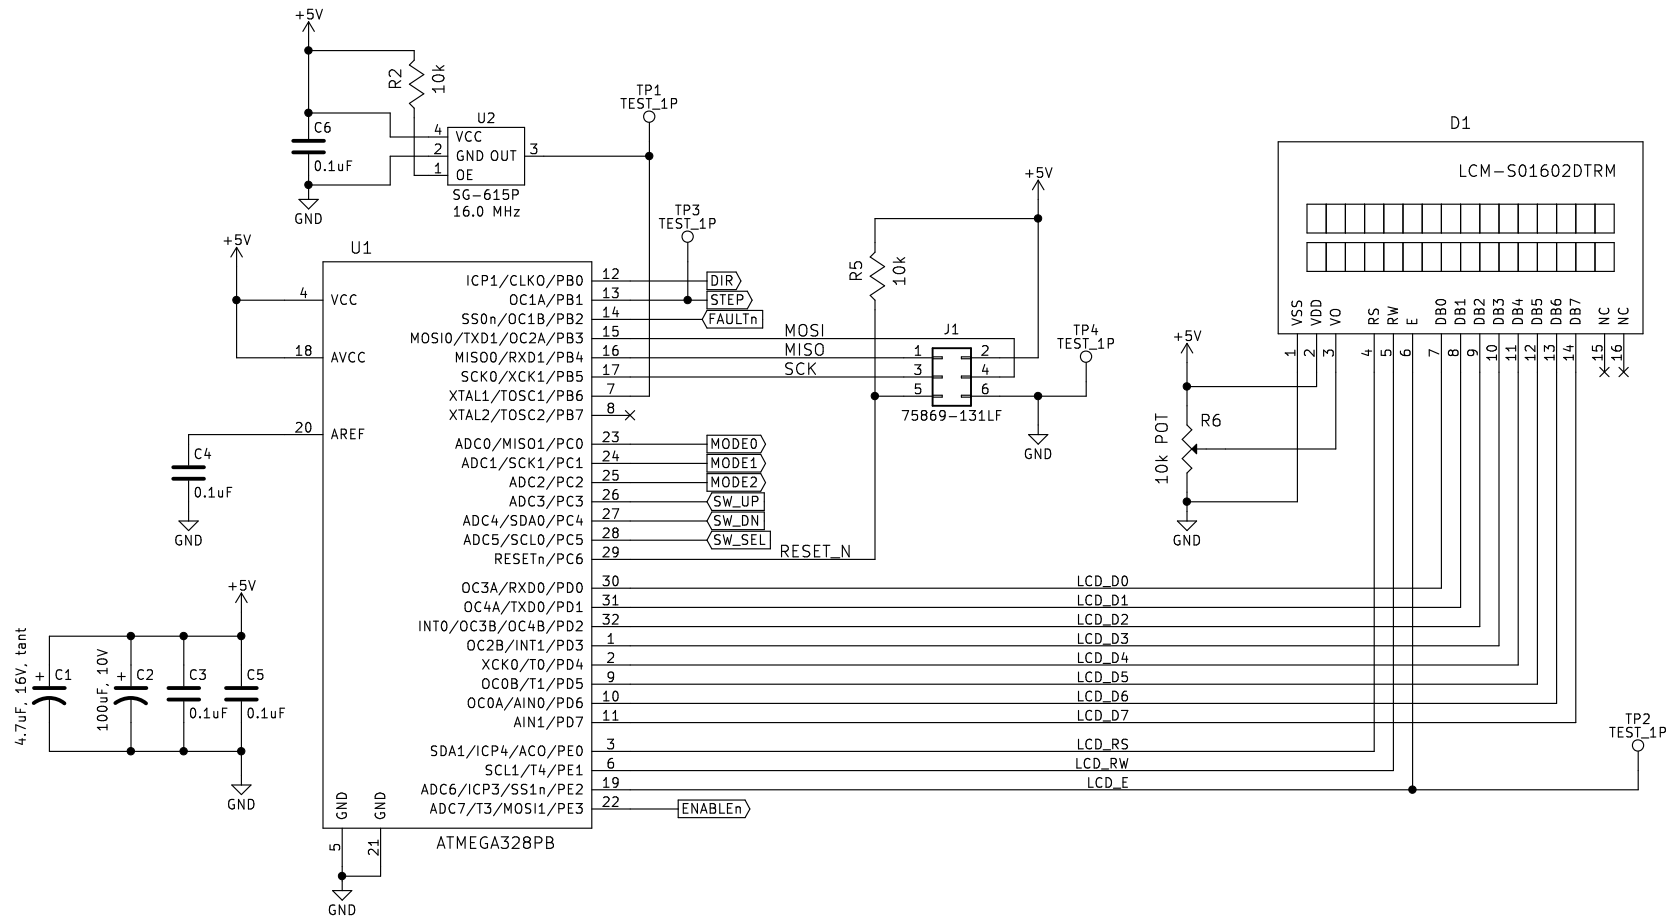 +5V
R2
10k
C6
0.1uF
GND
U2
4 VCC
2 GND OUT 3
1 OE
SG-615P
16.0 MHz
TP1
TEST_1P
TP3
TEST_1P
+5V
U1
4 VCC
18 AVCC
20 AREF
C4
0.1uF
GND
ICP1/CLKO/PB0 12 DIR
OC1A/PB1 13 STEP
SS0n/OC1B/PB2 14 FAULTn
MOSI0/TXD1/OC2A/PB3 15 MOSI
MISO0/RXD1/PB4 16 MISO
SCK0/XCK1/PB5 17 SCK
XTAL1/TOSC1/PB6 7
XTAL2/TOSC2/PB7 8
ADC0/MISO1/PC0 23 MODE0
ADC1/SCK1/PC1 24 MODE1
ADC2/PC2 25 MODE2
ADC3/PC3 26 SW_UP
ADC4/SDA0/PC4 27 SW_DN
ADC5/SCL0/PC5 28 SW_SEL
RESETn/PC6 29 RESET_N
OC3A/RXD0/PD0 30 LCD_D0
OC4A/TXD0/PD1 31 LCD_D1
INT0/OC3B/OC4B/PD2 32 LCD_D2
OC2B/INT1/PD3 1 LCD_D3
XCK0/T0/PD4 2 LCD_D4
OC0B/T1/PD5 9 LCD_D5
OC0A/AIN0/PD6 10 LCD_D6
AIN1/PD7 11 LCD_D7
SDA1/ICP4/ACO/PE0 3 LCD_RS
SCL1/T4/PE1 6 LCD_RW
ADC6/ICP3/SS1n/PE2 19 LCD_E
ADC7/T3/MOSI1/PE3 22 ENABLEn
GND GND
5 21
ATMEGA328PB
GND
+5V
4.7uF, 16V, tant
+ C1
100uF, 10V
+ C2
C3
0.1uF
C5
0.1uF
GND
+5V
R5
10k
J1
1 2
3 4
5 6
75869-131LF
TP4
TEST_1P
GND
+5V
R6
10k POT
GND
D1
LCM-S01602DTRM
VSS VDD VO RS RW E DB0 DB1 DB2 DB3 DB4 DB5 DB6 DB7 NC NC
1 2 3 4 5 6 7 8 9 10 11 12 13 14 15 16
TP2
TEST_1P